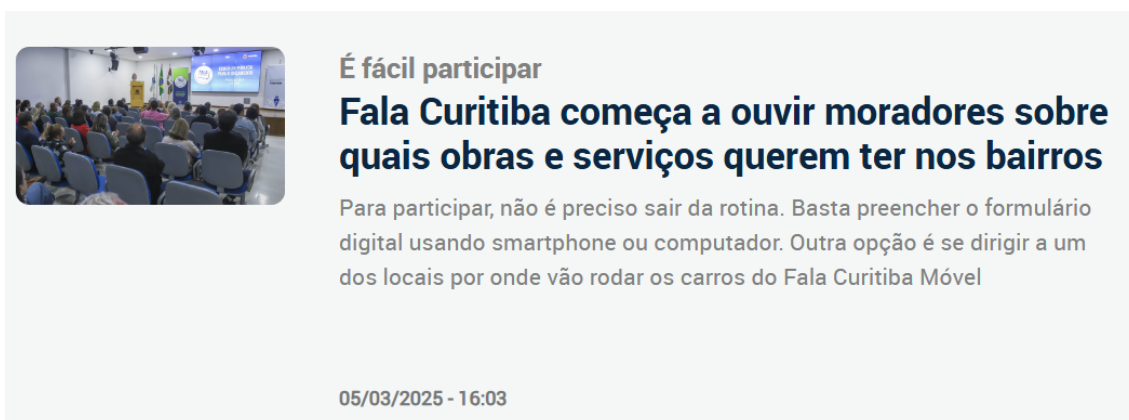 É fácil participar
Fala Curitiba começa a ouvir moradores sobre
quais obras e serviços querem ter nos bairros
Para participar, não é preciso sair da rotina. Basta preencher o formulário
digital usando smartphone ou computador. Outra opção é se dirigir a um
dos locais por onde vão rodar os carros do Fala Curitiba Móvel
05/03/2025 - 16:03